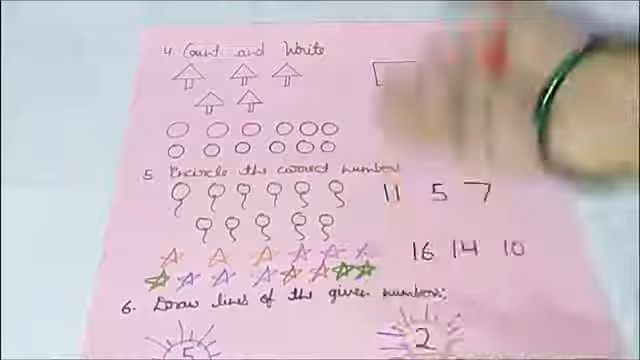 4. Count and Write
5. Encircle the correct number
11 5 7
16 14 10
6. Draw lines of the given numbers:
5 2